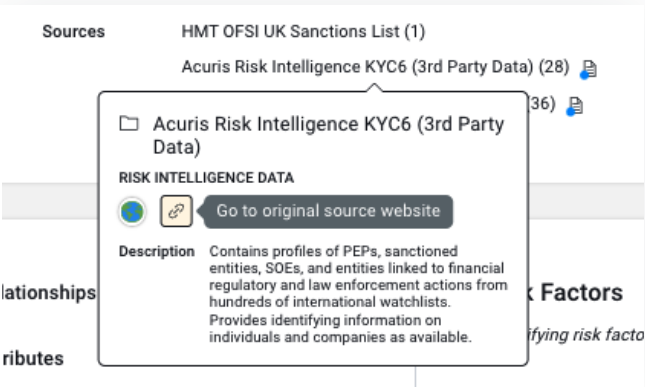 Sources
HMT OFSI UK Sanctions List (1)
Acuris Risk Intelligence KYC6 (3rd Party Data) (28)
(36)
Acuris Risk Intelligence KYC6 (3rd Party
Data)
RISK INTELLIGENCE DATA
Go to original source website
Description
Contains profiles of PEPs, sanctioned
entities, SOEs, and entities linked to financial
regulatory and law enforcement actions from
hundreds of international watchlists.
Provides identifying information on
individuals and companies as available.
lationships
k Factors
ifying risk facto
ributes